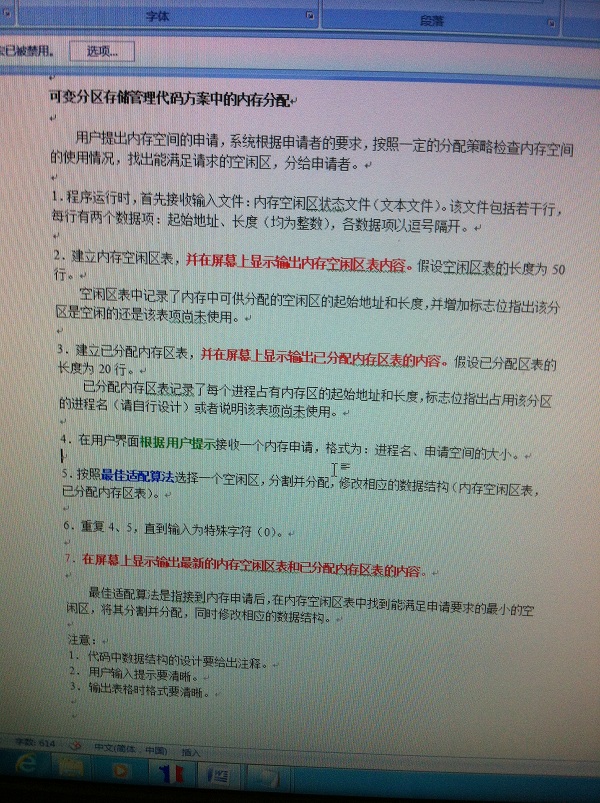 字体
段落
已被禁用。
选项...
可变分区存储管理代码方案中的内存分配
用户提出内存空间的申请，系统根据申请者的要求，按照一定的分配策略检查内存空间
的使用情况，找出能满足请求的空闲区，分给申请者。
1.程序运行时，首先接收输入文件：内存空闲区状态文件（文本文件）。该文件包括若干行，
每行有两个数据项：起始地址、长度（均为整数），各数据项以逗号隔开。
2．建立内存空闲区表，并在屏幕上显示输出内存空闲区表内容。假设空闲区表的长度为 50
行。
空闲区表中记录了内存中可供分配的空闲区的起始地址和长度，并增加标志位指出该分
区是空闲的还是该表项尚未使用。
3．建立已分配内存区表，并在屏幕上显示输出已分配内存区表的内容。假设已分配区表的
长度为 20 行。
已分配内存区表记录了每个进程占有内存区的起始地址和长度，标志位指出占用该分区
的进程名（请自行设计）或者说明该表项尚未使用。
4．在用户界面根据用户提示接收一个内存申请，格式为：进程名、申请空间的大小。
5．按照最佳适配算法选择一个空闲区，分割并分配，修改相应的数据结构（内存空闲区表，
已分配内存区表）。
6．重复 4、5，直到输入为特殊字符（0）。
7．在屏幕上显示输出最新的内存空闲区表和已分配内存区表的内容。
最佳适配算法是指接到内存申请后，在内存空闲区表中找到能满足申请要求的最小的空
闲区，将其分割并分配，同时修改相应的数据结构。
注意：
1．代码中数据结构的设计要给出注释。
2．用户输入提示要清晰。
3．输出表格时格式要清晰。
字数: 614
中文(简体，中国)
插入